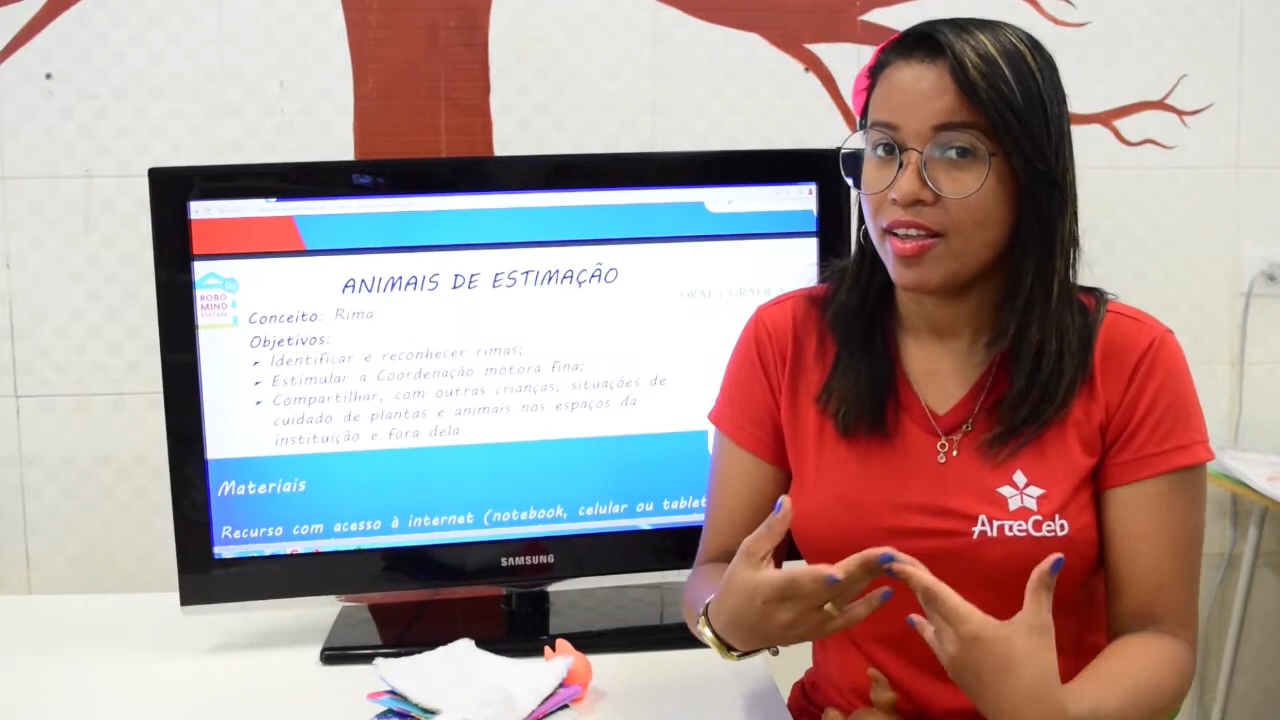 ANIMAIS DE ESTIMAÇÃO
ROBO
MIND
EM CASA
Conceito: Rima
Objetivos:
➢ Identificar e reconhecer rimas;
➢ Estimular a Coordenação motora fina;
➢ Compartilhar, com outras crianças, situações de
cuidado de plantas e animais nos espaços da
instituição e fora dela
Materiais
Recurso com acesso à internet (notebook, celular ou tablet
SAMSUNG
ArteCeb